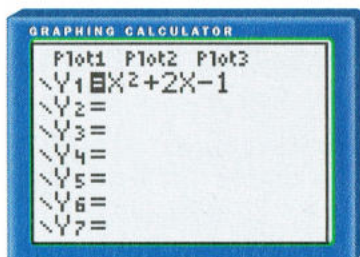 GRAPHING CALCULATOR
Plot1 Plot2 Plot3
\Y1=X²+2X−1
\Y2=
\Y3=
\Y4=
\Y5=
\Y6=
\Y7=